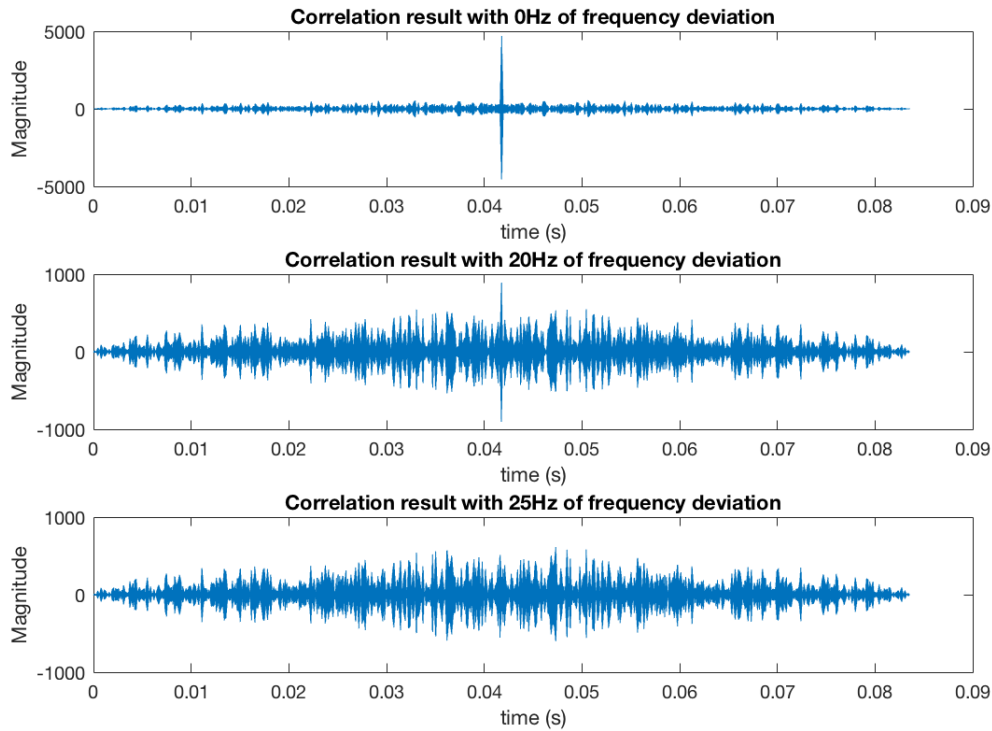 Correlation result with 0Hz of frequency deviation
5000
0
-5000
Magnitude
0 0.01 0.02 0.03 0.04 0.05 0.06 0.07 0.08 0.09
time (s)
Correlation result with 20Hz of frequency deviation
1000
0
-1000
Magnitude
0 0.01 0.02 0.03 0.04 0.05 0.06 0.07 0.08 0.09
time (s)
Correlation result with 25Hz of frequency deviation
1000
0
-1000
Magnitude
0 0.01 0.02 0.03 0.04 0.05 0.06 0.07 0.08 0.09
time (s)